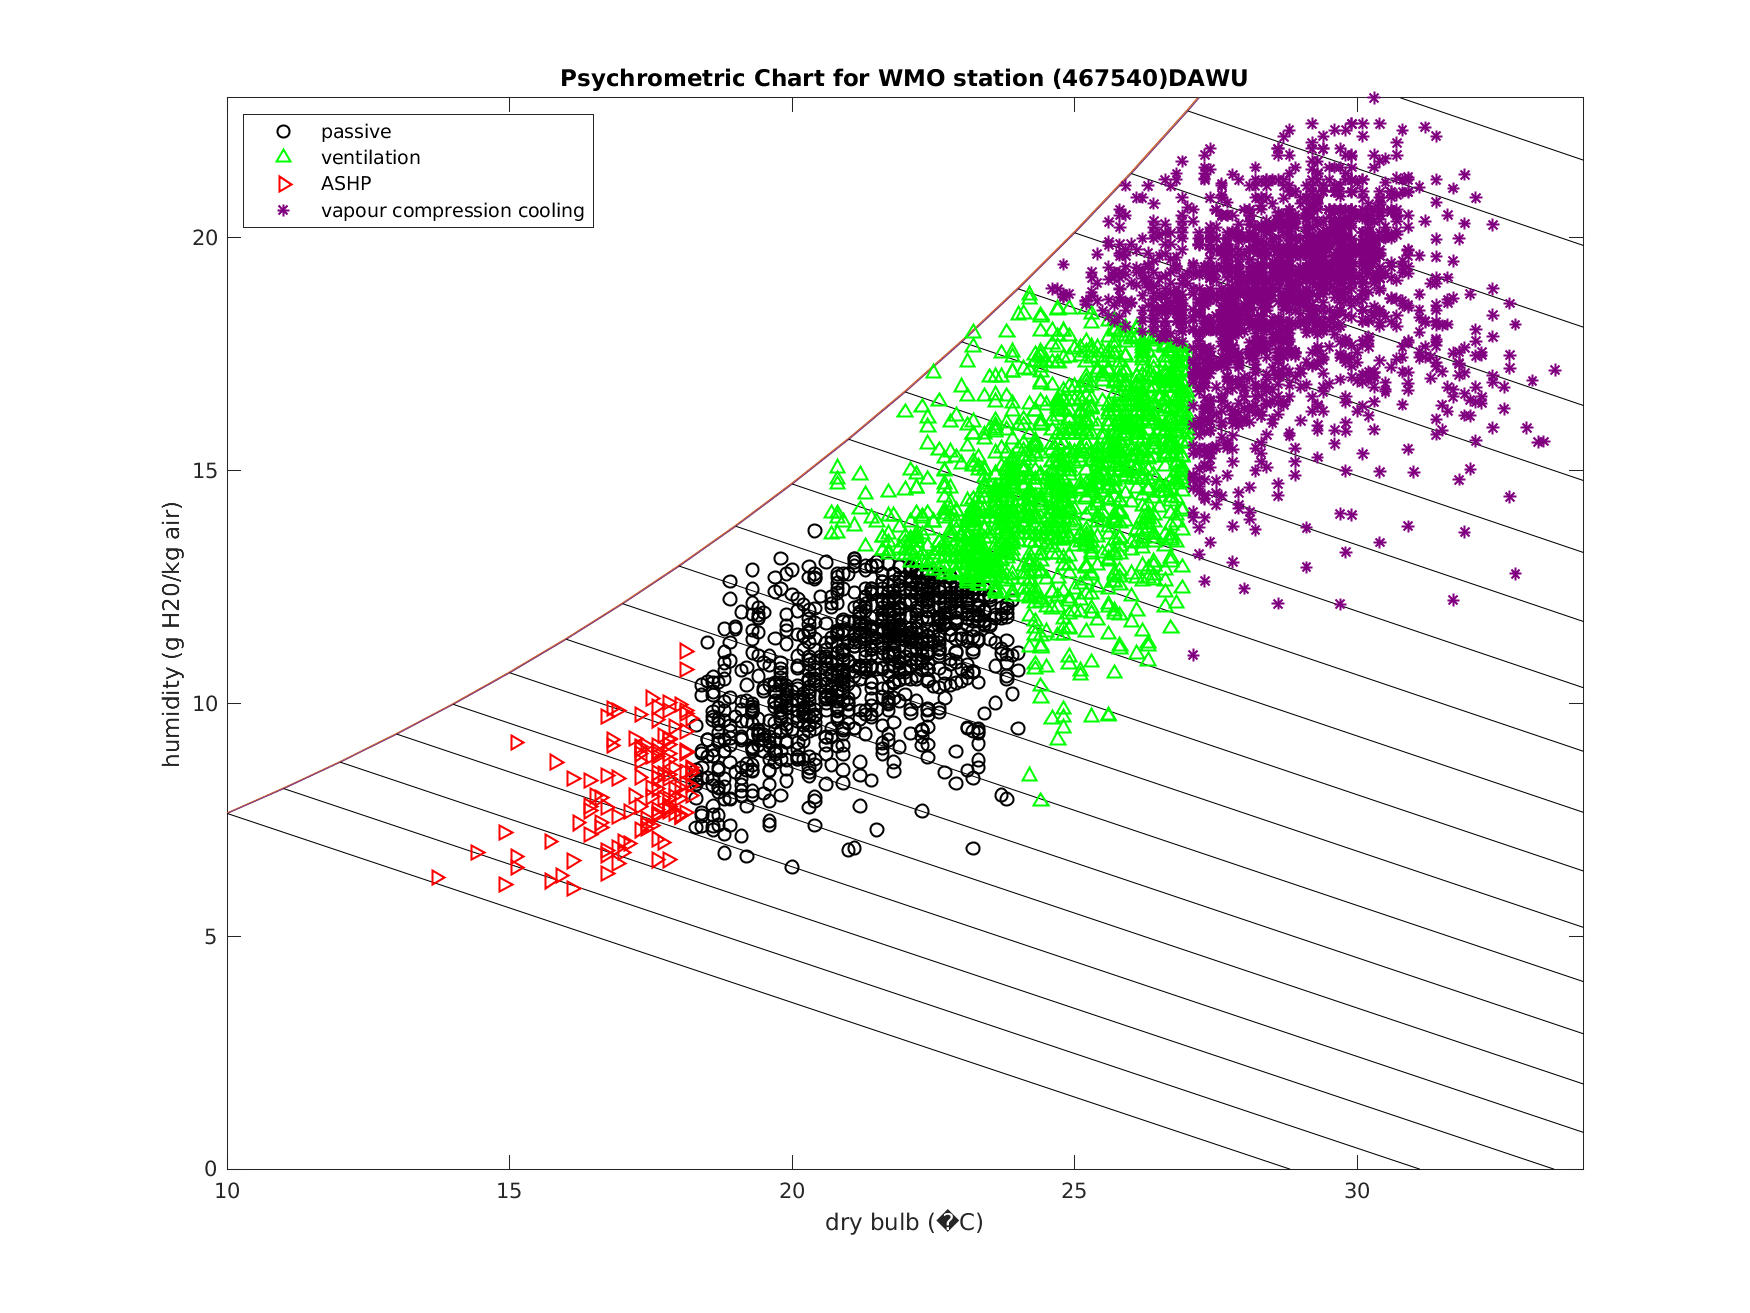 Psychrometric Chart for WMO station (467540)DAWU
passive
ventilation
ASHP
vapour compression cooling
20
15
10
5
0
humidity (g H20/kg air)
10 15 20 25 30
dry bulb (�C)